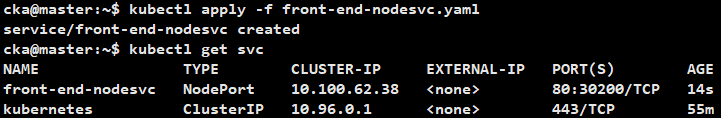 cka@master:~$ kubectl apply -f front-end-nodesvc.yaml
service/front-end-nodesvc created
cka@master:~$ kubectl get svc
NAME TYPE CLUSTER-IP EXTERNAL-IP PORT(S) AGE
front-end-nodesvc NodePort 10.100.62.38 <none> 80:30200/TCP 14s
kubernetes ClusterIP 10.96.0.1 <none> 443/TCP 55m